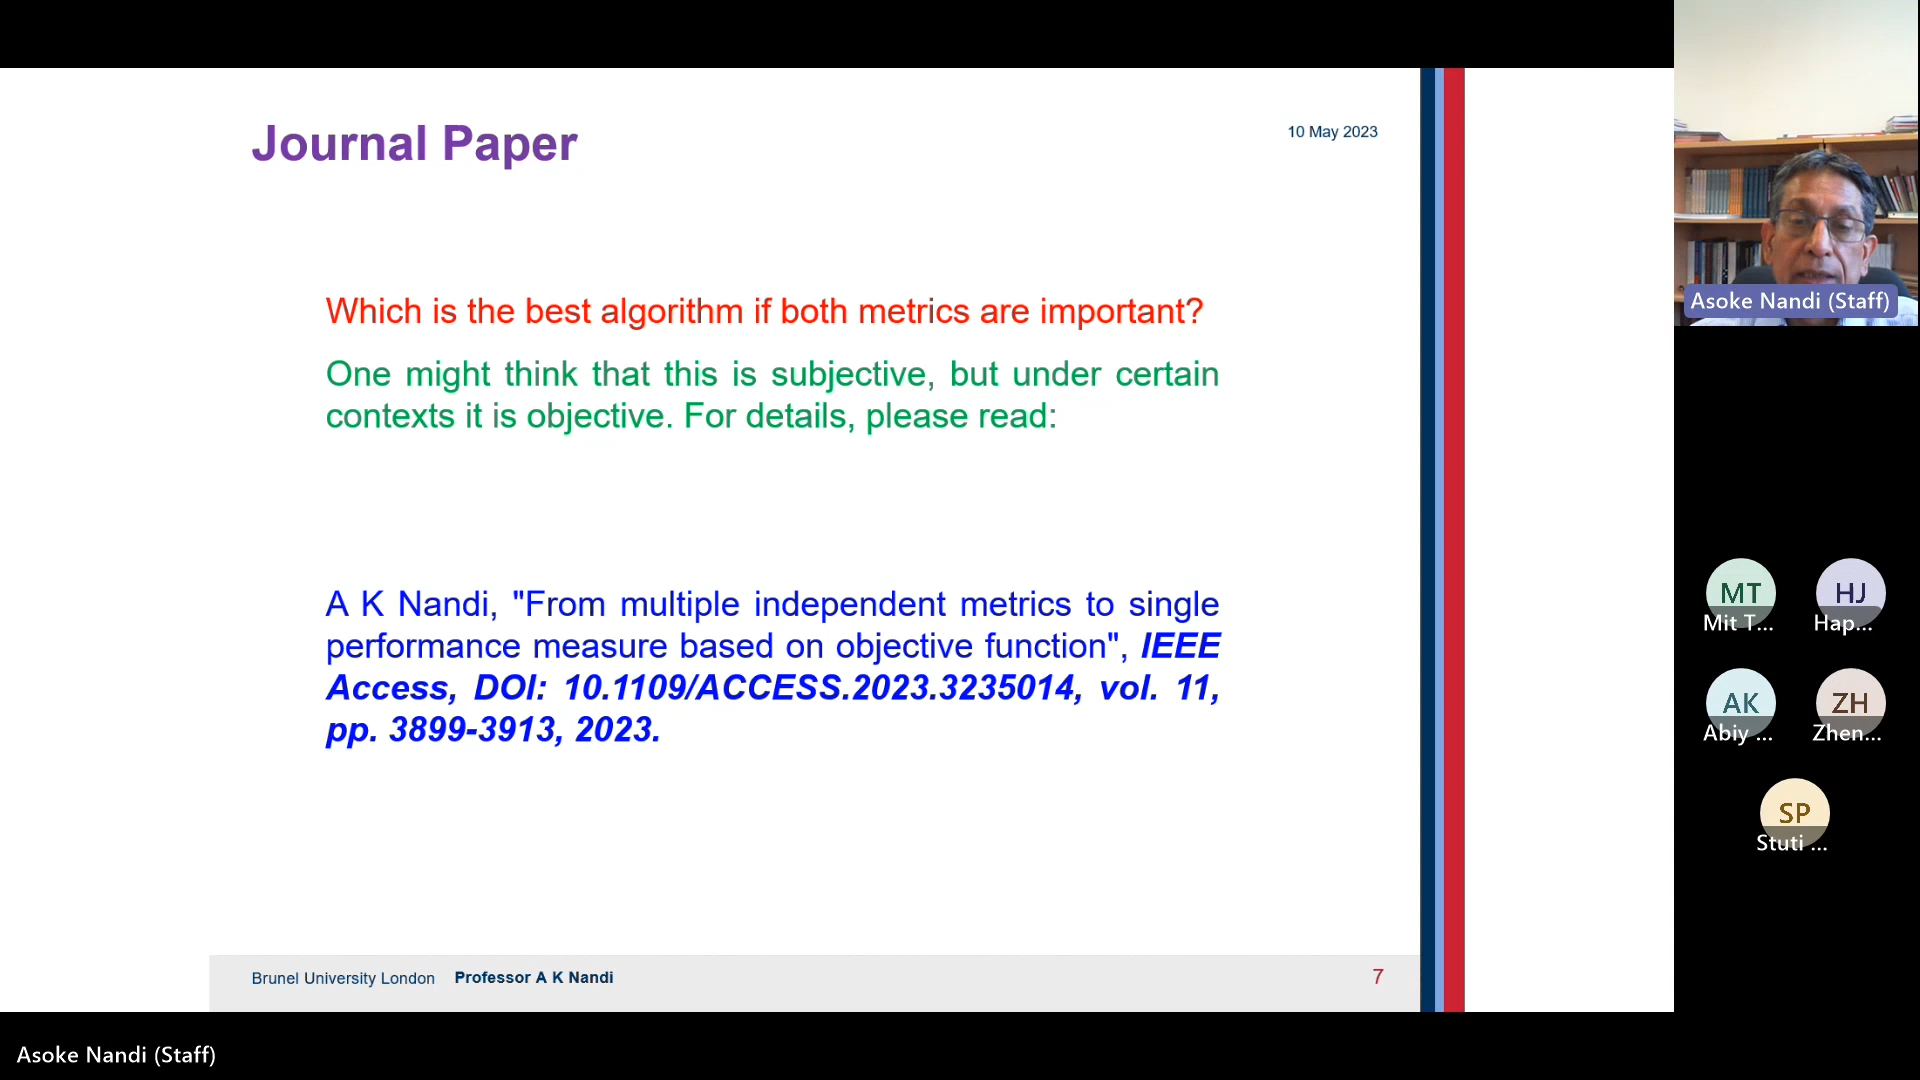 Journal Paper
10 May 2023
Which is the best algorithm if both metrics are important?
One might think that this is subjective, but under certain
contexts it is objective. For details, please read:
A K Nandi, "From multiple independent metrics to single
performance measure based on objective function", IEEE
Access, DOI: 10.1109/ACCESS.2023.3235014, vol. 11,
pp. 3899-3913, 2023.
Brunel University London Professor A K Nandi
7
Asoke Nandi (Staff)
MT
Mit T...
HJ
Hap...
AK
Abiy ...
ZH
Zhen...
SP
Stuti ...
Asoke Nandi (Staff)